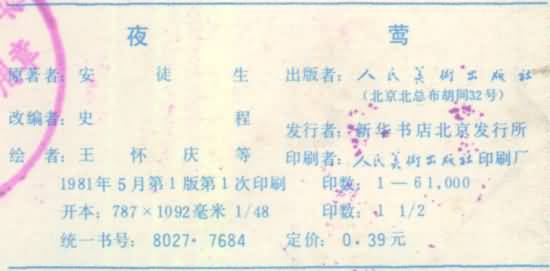 夜莺
原著者：安徒生
改编者：史程
绘者：王怀庆等
1981年5月第1版第1次印刷
开本：787×1092毫米 1/48
统一书号：8027·7684
出版者：人民美术出版社
（北京北总布胡同32号）
发行者：新华书店北京发行所
印刷者：人民美术出版社印刷厂
印数：1—61,000
印数：1 1/2
定价：0.39元